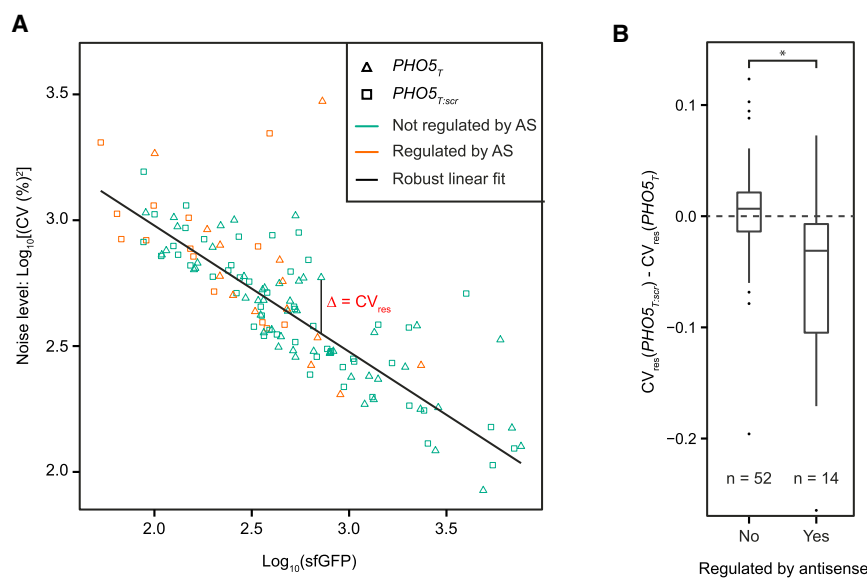 A
Noise level: Log10[(CV (%)²]
3.5
3.0
2.5
2.0
2.0 2.5 3.0 3.5
Log10(sfGFP)
PHO5T
PHO5T:scr
Not regulated by AS
Regulated by AS
Robust linear fit
Δ = CVres
B
CVres(PHO5T:scr) - CVres(PHO5T)
0.1
0.0
−0.1
−0.2
*
n = 52 n = 14
No Yes
Regulated by antisense